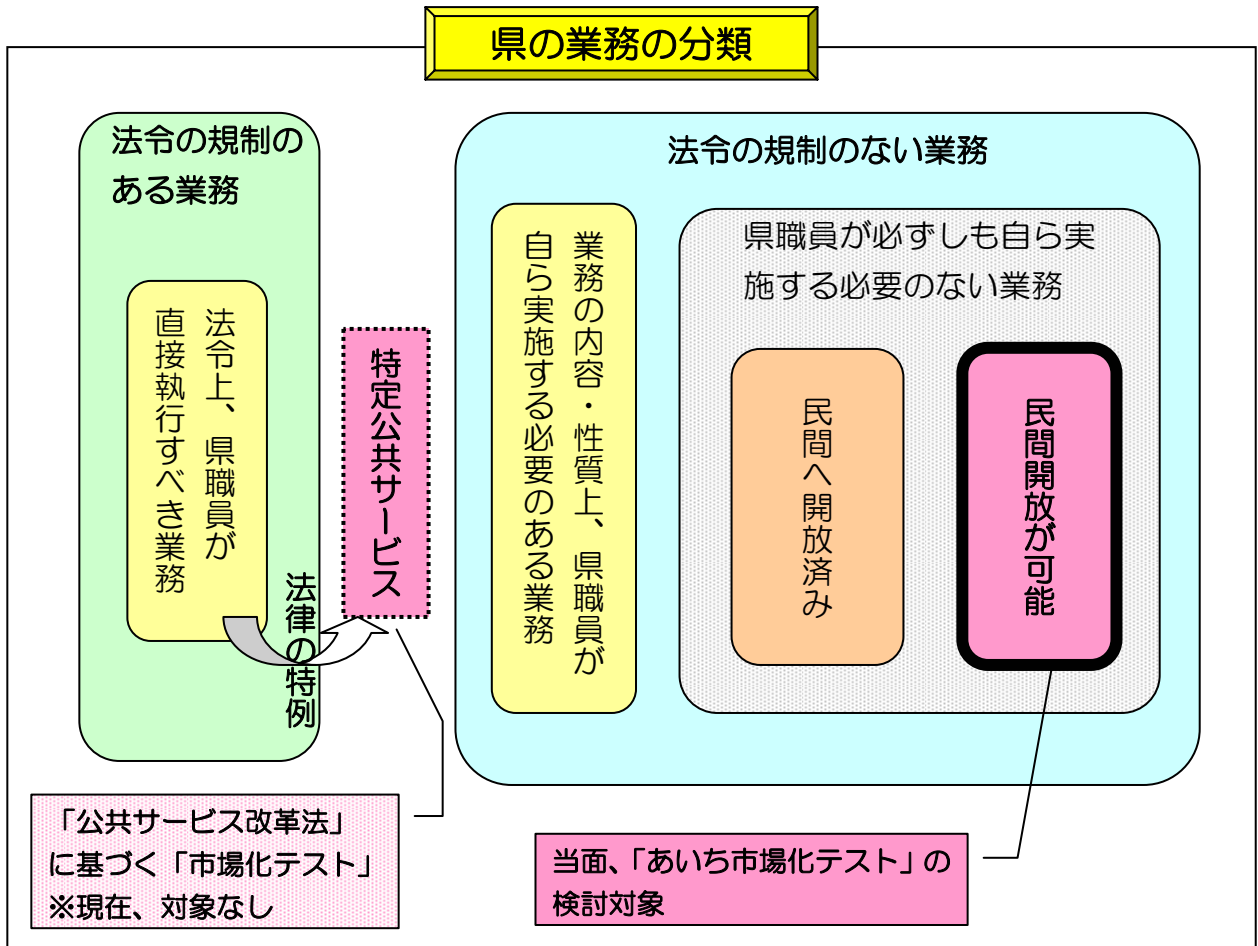 県の業務の分類
法令の規制の
ある業務
法令上、県職員が
直接執行すべき業務
法律の特例
特定公共サービス
法令の規制のない業務
業務の内容・性質上、県職員が
自ら実施する必要のある業務
県職員が必ずしも自ら実
施する必要のない業務
民間へ開放済み
民間開放が可能
「公共サービス改革法」
に基づく「市場化テスト」
※現在、対象なし
当面、「あいち市場化テスト」の
検討対象